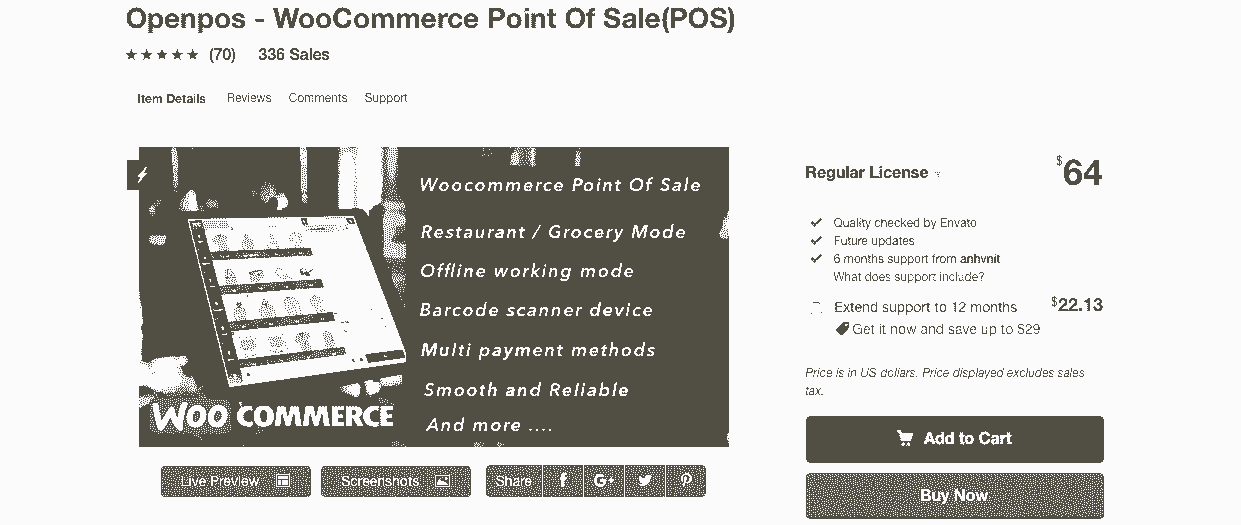 Openpos - WooCommerce Point Of Sale(POS)
(70) 336 Sales
Item Details Reviews Comments Support
Woocommerce Point Of Sale
Restaurant / Grocery Mode
Offline working mode
Barcode scanner device
Multi payment methods
Smooth and Reliable
And more ....
WOO COMMERCE
Live Preview
Screenshots
Share
Regular License
$64
Quality checked by Envato
Future updates
6 months support from anhvnit
What does support include?
Extend support to 12 months $22.13
Get it now and save up to $29
Price is in US dollars. Price displayed excludes sales
tax.
Add to Cart
Buy Now